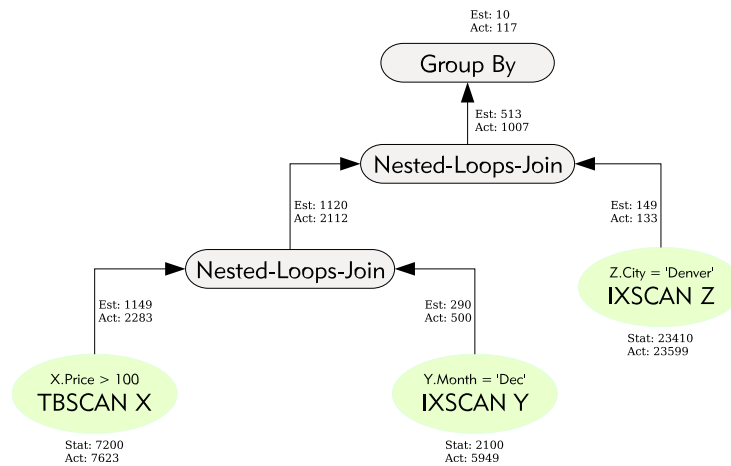 Est: 10
Act: 117
Group By
Est: 513
Act: 1007
Nested-Loops-Join
Est: 1120
Act: 2112
Est: 149
Act: 133
Nested-Loops-Join
Z.City = 'Denver'
IXSCAN Z
Est: 1149
Act: 2283
Est: 290
Act: 500
Stat: 23410
Act: 23599
X.Price > 100
TBSCAN X
Y.Month = 'Dec'
IXSCAN Y
Stat: 7200
Act: 7623
Stat: 2100
Act: 5949